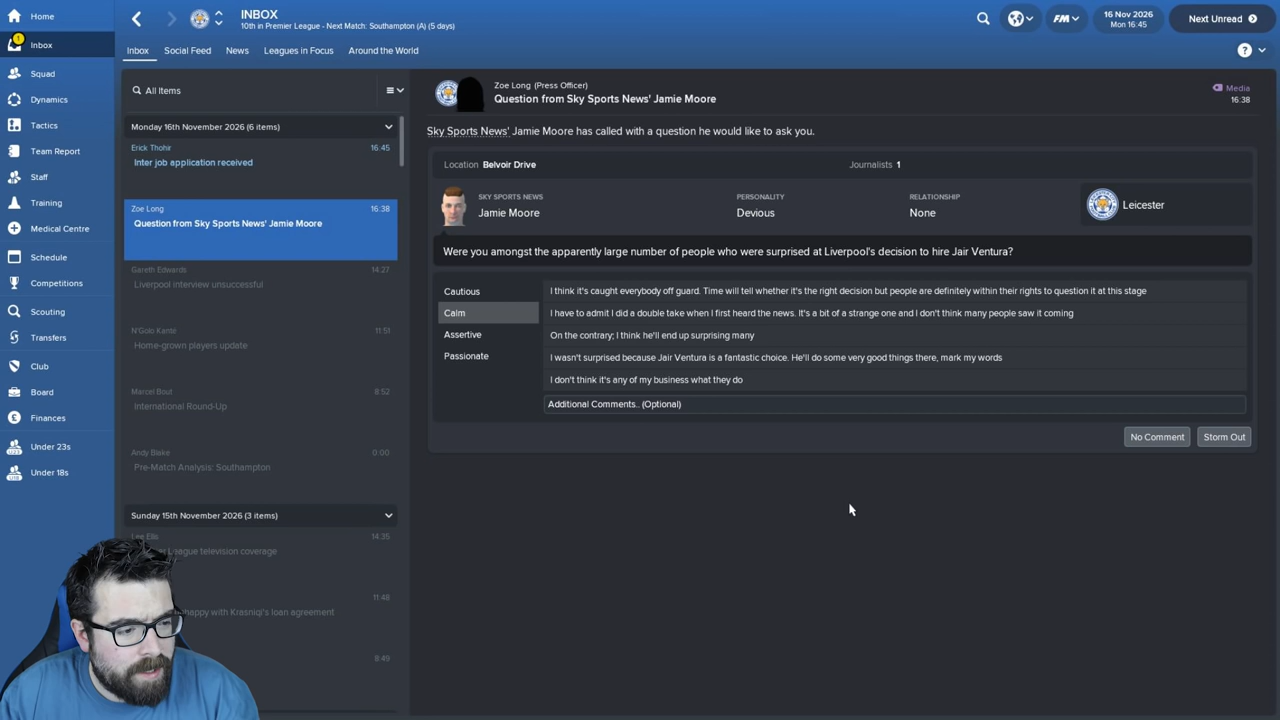 Home
INBOX
10th in Premier League - Next Match: Southampton (A) (5 days)
FM
16 Nov 2026
Mon 16:45
Next Unread
1
Inbox
Squad
Dynamics
Tactics
Team Report
Staff
Training
Medical Centre
Schedule
Competitions
Scouting
Transfers
Club
Board
Finances
Under 23s
Under 18s
Inbox
Social Feed
News
Leagues in Focus
Around the World
?
All Items
Monday 16th November 2026 (6 items)
Erick Thohir 16:45
Inter job application received
Zoe Long 16:38
Question from Sky Sports News' Jamie Moore
Gareth Edwards 14:27
Liverpool interview unsuccessful
N'Golo Kanté 11:51
Home-grown players update
Marcel Bout 8:52
International Round-Up
Andy Blake 0:00
Pre-Match Analysis: Southampton
Sunday 15th November 2026 (3 items)
Lee Ellis 14:35
League television coverage
11:48
happy with Krasniqi's loan agreement
8:49
Zoe Long (Press Officer)
Question from Sky Sports News' Jamie Moore
Media
16:38
Sky Sports News' Jamie Moore has called with a question he would like to ask you.
Location Belvoir Drive
Journalists 1
SKY SPORTS NEWS
Jamie Moore
PERSONALITY
Devious
RELATIONSHIP
None
Leicester
Were you amongst the apparently large number of people who were surprised at Liverpool's decision to hire Jair Ventura?
Cautious
Calm
Assertive
Passionate
I think it's caught everybody off guard. Time will tell whether it's the right decision but people are definitely within their rights to question it at this stage
I have to admit I did a double take when I first heard the news. It's a bit of a strange one and I don't think many people saw it coming
On the contrary; I think he'll end up surprising many
I wasn't surprised because Jair Ventura is a fantastic choice. He'll do some very good things there, mark my words
I don't think it's any of my business what they do
Additional Comments.. (Optional)
No Comment
Storm Out